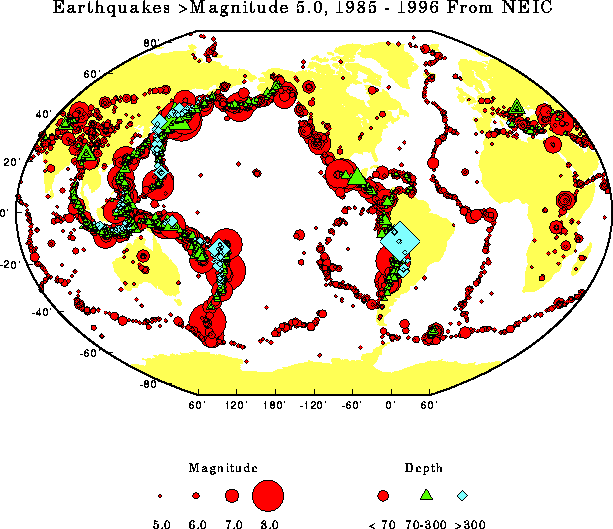 Earthquakes >Magnitude 5.0, 1985 - 1996 From NEIC
80˚
60˚
40˚
20˚
0˚
-20˚
-40˚
-60˚
-80˚
60˚ 120˚ 180˚ -120˚ -60˚ 0˚ 60˚
Magnitude Depth
5.0 6.0 7.0 8.0 < 70 70-300 >300